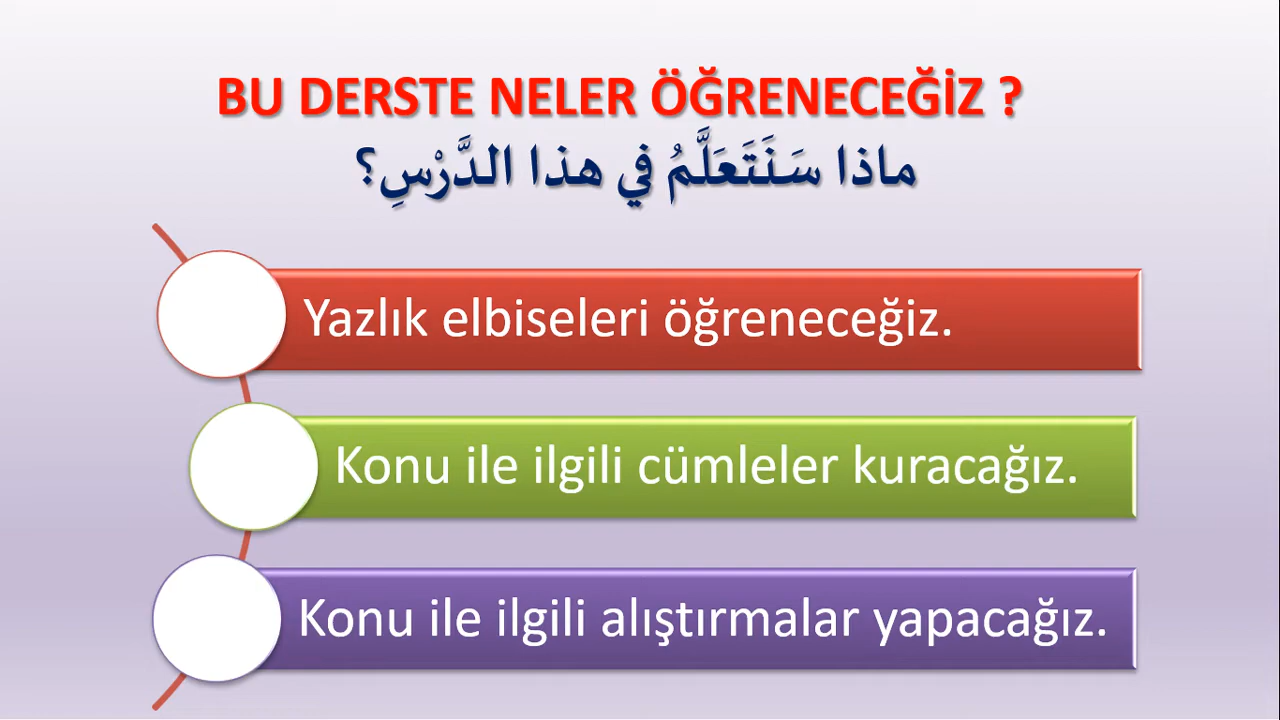 BU DERSTE NELER ÖĞRENECEĞİZ ?
ماذا سَنَتَعَلَّمُ في هذا الدَّرْسِ؟
Yazlık elbiseleri öğreneceğiz.
Konu ile ilgili cümleler kuracağız.
Konu ile ilgili alıştırmalar yapacağız.